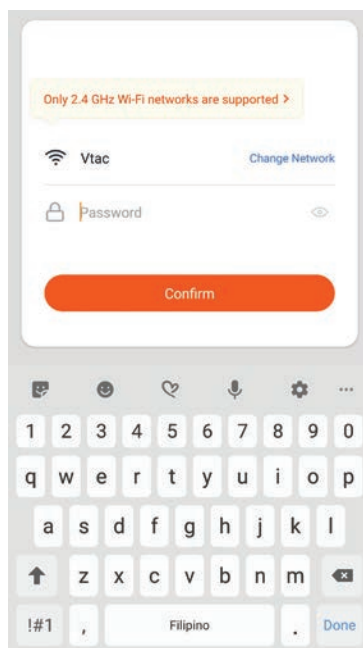 Only 2.4 GHz Wi-Fi networks are supported >
Vtac Change Network
Password
Confirm
1 2 3 4 5 6 7 8 9 0
q w e r t y u i o p
a s d f g h j k l
z x c v b n m
!#1 , Filipino . Done